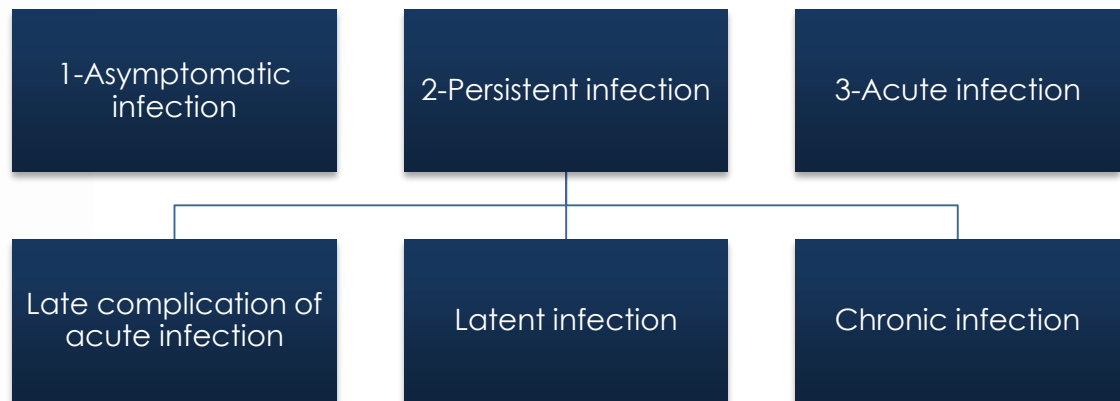 1-Asymptomatic
infection
2-Persistent infection
3-Acute infection
Late complication of
acute infection
Latent infection
Chronic infection